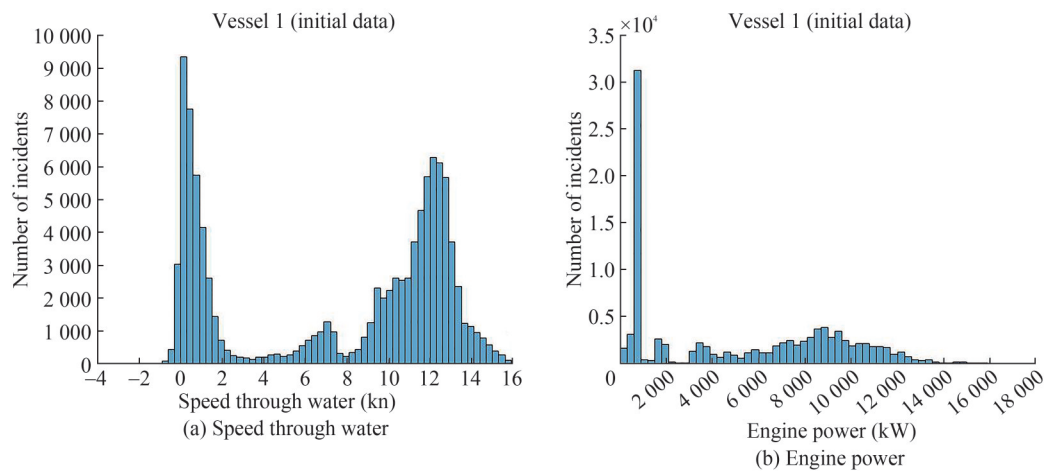 Vessel 1 (initial data)
10 000
9 000
8 000
7 000
6 000
5 000
4 000
3 000
2 000
1 000
0
Number of incidents
−4 −2 0 2 4 6 8 10 12 14 16
Speed through water (kn)
(a) Speed through water
Vessel 1 (initial data)
×10⁴
3.5
3.0
2.5
2.0
1.5
1.0
0.5
0
Number of incidents
2 000 4 000 6 000 8 000 10 000 12 000 14 000 16 000 18 000
Engine power (kW)
(b) Engine power